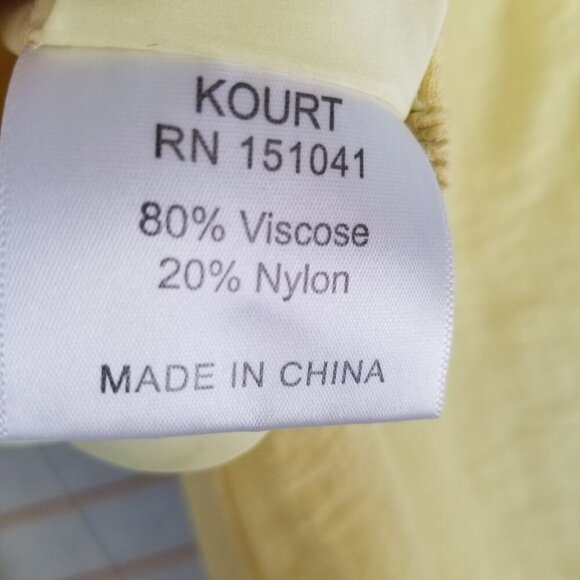 KOURT
RN 151041
80% Viscose
20% Nylon
MADE IN CHINA